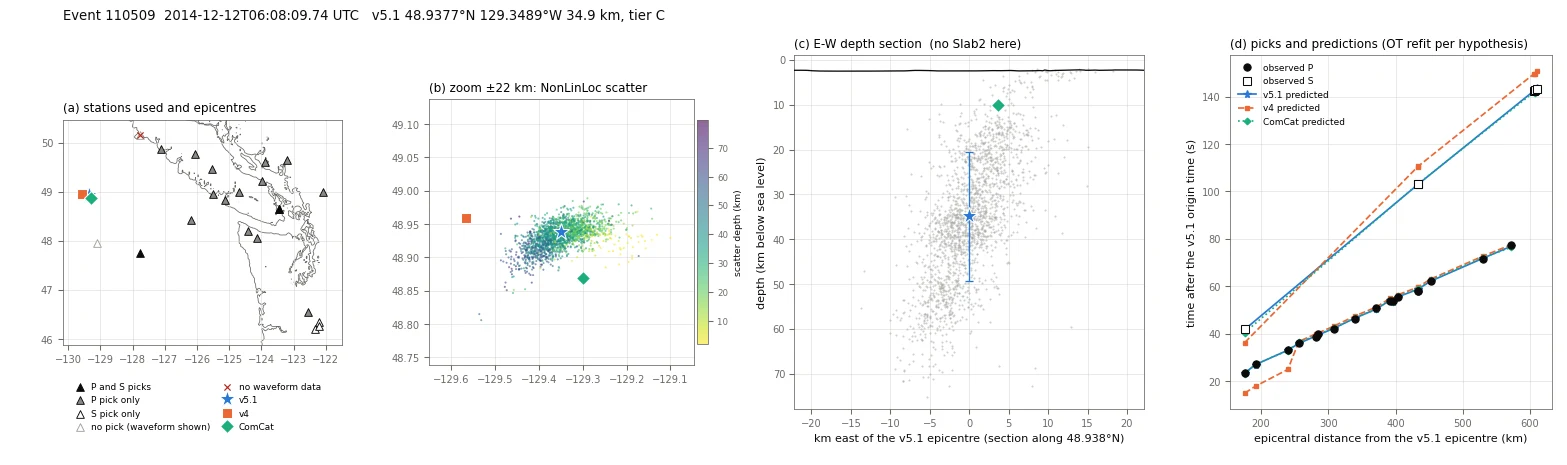 Event 110509  2014-12-12T06:08:09.74 UTC   v5.1 48.9377°N 129.3489°W 34.9 km, tier C
(a) stations used and epicentres
50
49
48
47
46
−130 −129 −128 −127 −126 −125 −124 −123 −122
P and S picks
P pick only
S pick only
no pick (waveform shown)
no waveform data
v5.1
v4
ComCat
(b) zoom ±22 km: NonLinLoc scatter
49.10
49.05
49.00
48.95
48.90
48.85
48.80
48.75
−129.6 −129.5 −129.4 −129.3 −129.2 −129.1
70
60
50
40
30
20
10
scatter depth (km)
(c) E-W depth section  (no Slab2 here)
0
10
20
30
40
50
60
70
depth (km below sea level)
−20 −15 −10 −5 0 5 10 15 20
km east of the v5.1 epicentre (section along 48.938°N)
(d) picks and predictions (OT refit per hypothesis)
observed P
observed S
v5.1 predicted
v4 predicted
ComCat predicted
140
120
100
80
60
40
20
time after the v5.1 origin time (s)
200 300 400 500 600
epicentral distance from the v5.1 epicentre (km)